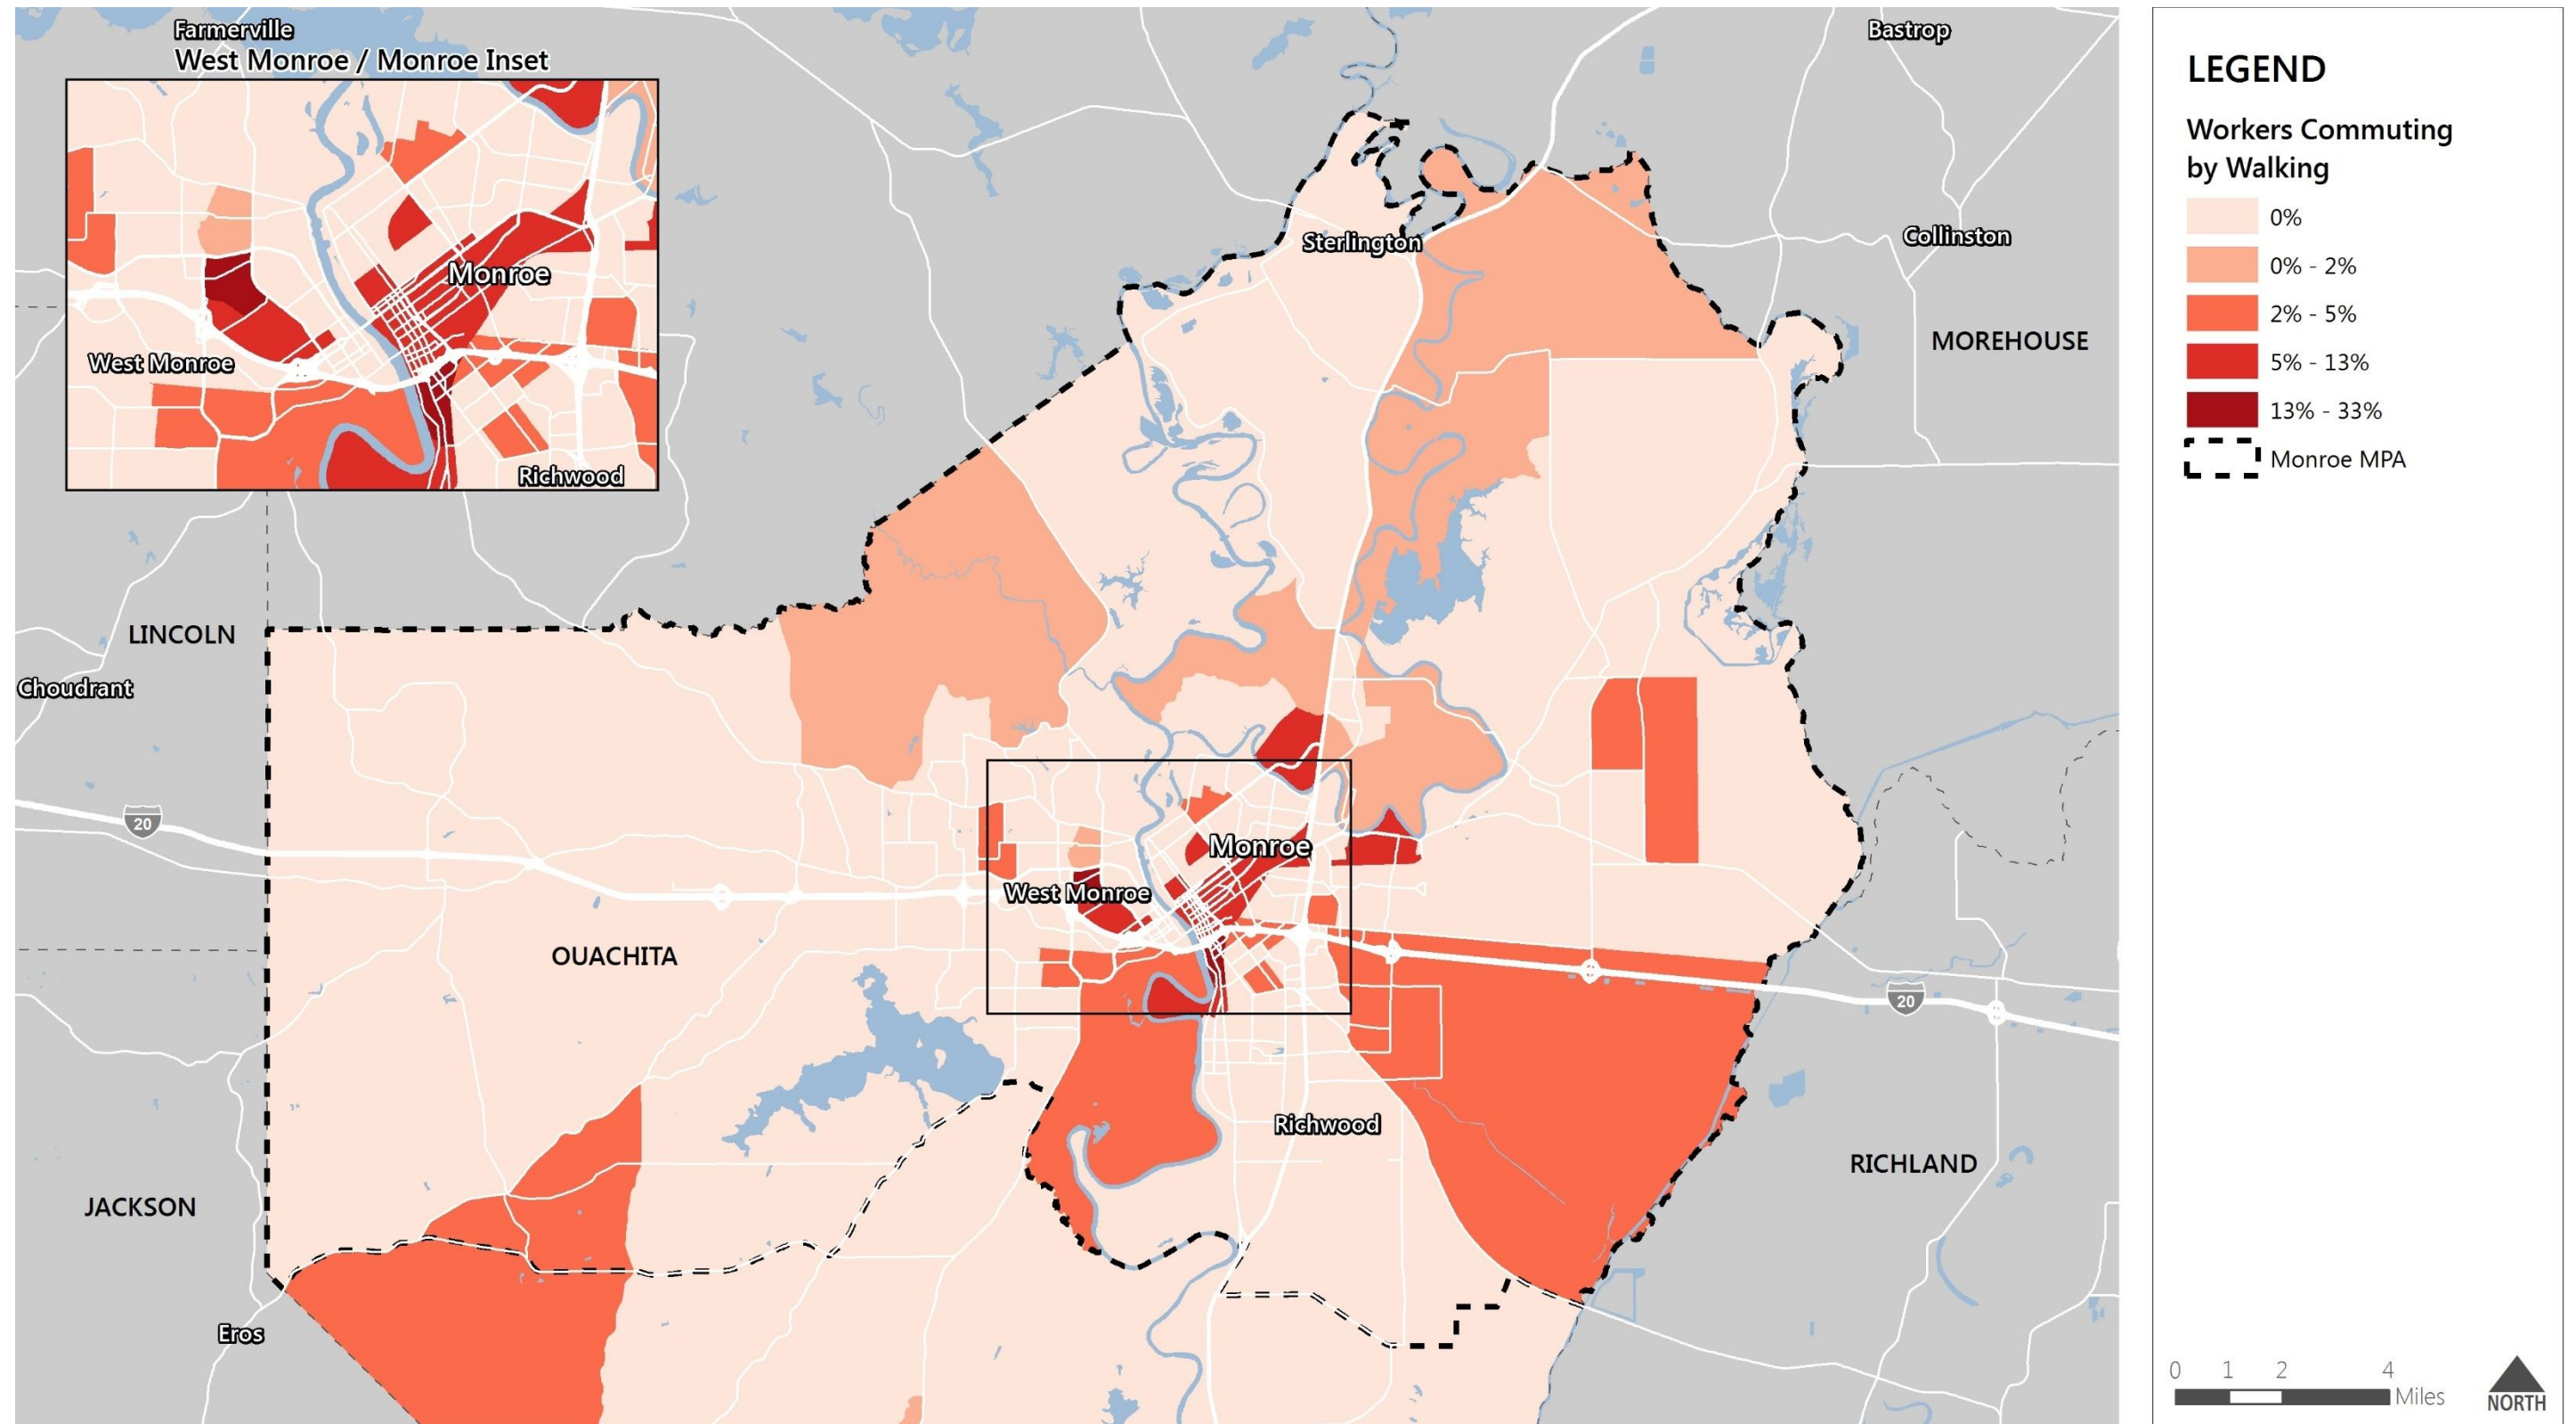 Farmerville
West Monroe / Monroe Inset
Monroe
West Monroe
Richwood
Bastrop
Sterlington
Collinston
MOREHOUSE
LINCOLN
Choudrant
20
Monroe
West Monroe
OUACHITA
20
Richwood
RICHLAND
JACKSON
Eros
LEGEND
Workers Commuting
by Walking
0%
0% - 2%
2% - 5%
5% - 13%
13% - 33%
Monroe MPA
0 1 2 4
Miles
NORTH